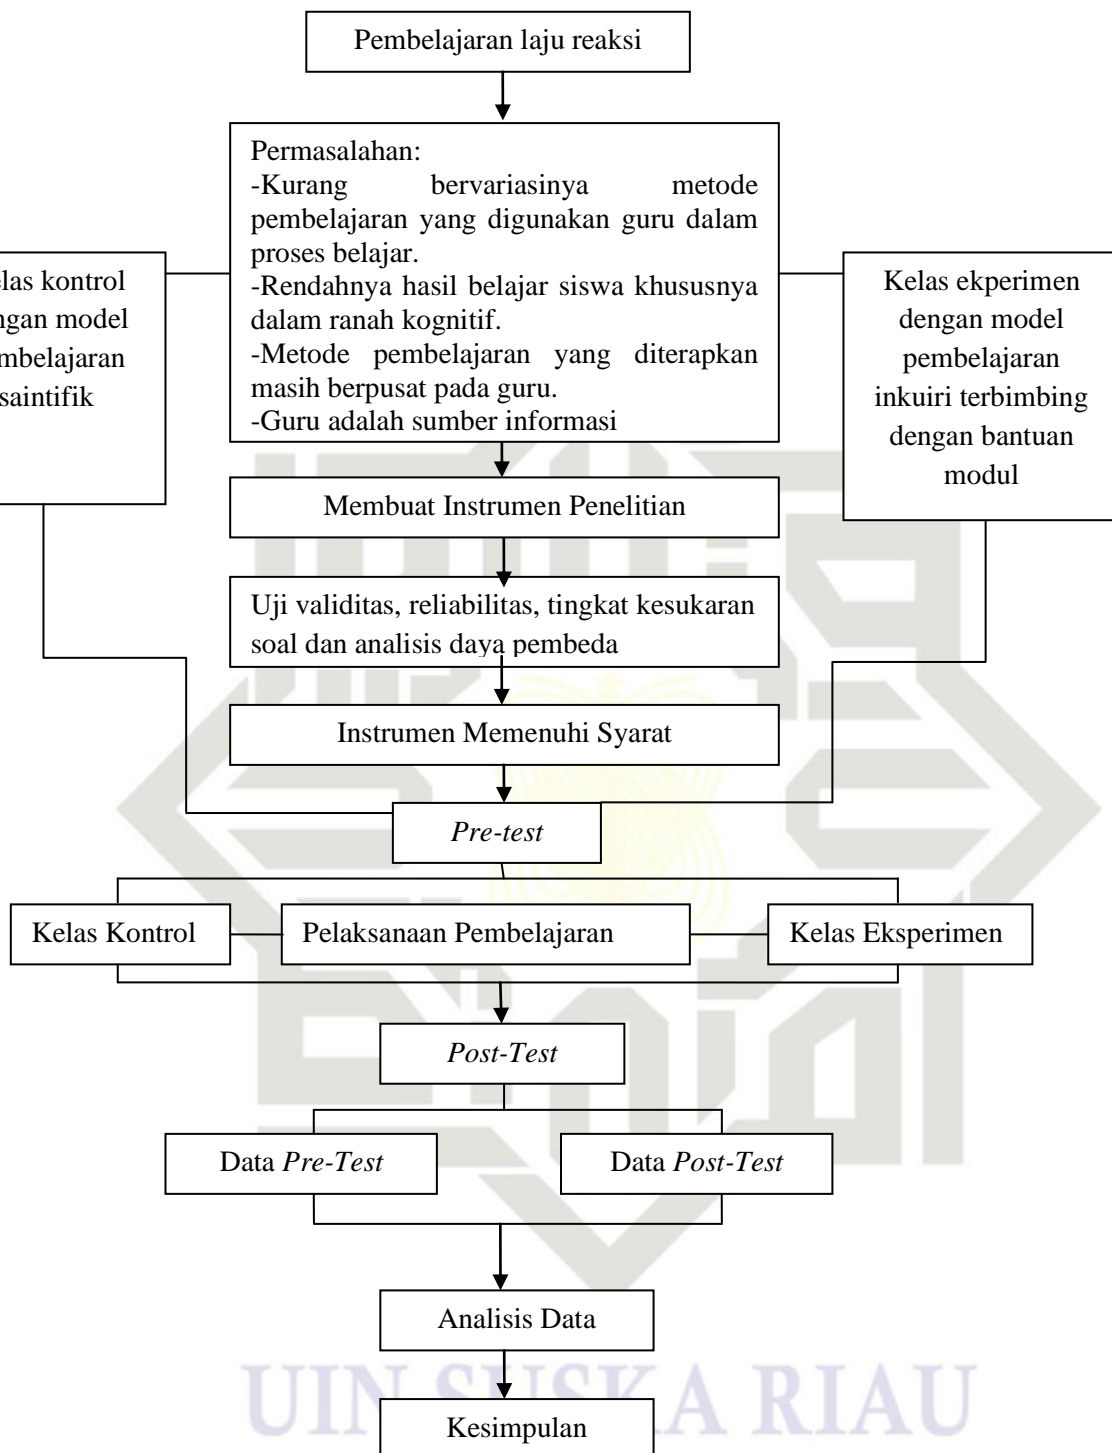 Pembelajaran laju reaksi
Permasalahan:
-Kurang bervariasinya metode
pembelajaran yang digunakan guru dalam
proses belajar.
-Rendahnya hasil belajar siswa khususnya
dalam ranah kognitif.
-Metode pembelajaran yang diterapkan
masih berpusat pada guru.
-Guru adalah sumber informasi
elas kontrol
ngan model
mbelajaran
saintifik
Kelas ekperimen
dengan model
pembelajaran
inkuiri terbimbing
dengan bantuan
modul
Membuat Instrumen Penelitian
Uji validitas, reliabilitas, tingkat kesukaran
soal dan analisis daya pembeda
Instrumen Memenuhi Syarat
Pre-test
Kelas Kontrol
Pelaksanaan Pembelajaran
Kelas Eksperimen
Post-Test
Data Pre-Test
Data Post-Test
Analisis Data
UIN SUSKA RIAU
Kesimpulan